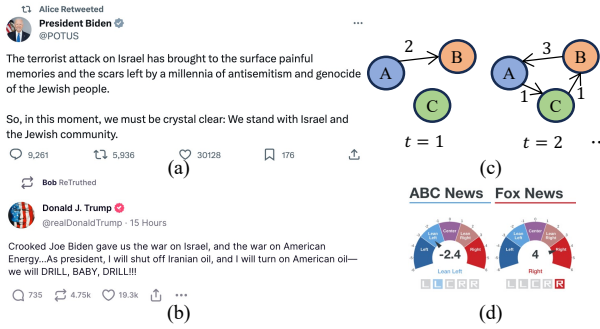 Alice Retweeted
President Biden
@POTUS
The terrorist attack on Israel has brought to the surface painful
memories and the scars left by a millennia of antisemitism and genocide
of the Jewish people.
So, in this moment, we must be crystal clear: We stand with Israel and
the Jewish community.
9,261 5,936 30128 176
(a)
Bob ReTruthed
Donald J. Trump
@realDonaldTrump · 15 Hours
Crooked Joe Biden gave us the war on Israel, and the war on American
Energy...As president, I will shut off Iranian oil, and I will turn on American oil—
we will DRILL, BABY, DRILL!!!
735 4.75k 19.3k
(b)
2 3
A B A B
1 1
C C
t = 1 t = 2 ..
(c)
ABC News Fox News
Left Lean Left Center Lean Right Right
-2.4
Lean Left
L L C R R
Left Lean Left Center Lean Right Right
4
Right
L L C R R
(d)